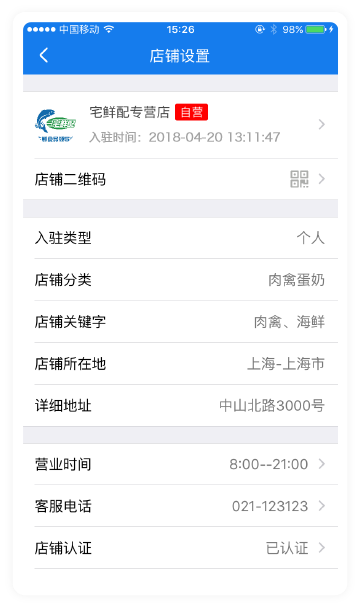 中国移动 15:26 98%
店铺设置
宅鲜配专营店 自营
入驻时间：2018-04-20 13:11:47
店铺二维码
入驻类型 个人
店铺分类 肉禽蛋奶
店铺关键字 肉禽、海鲜
店铺所在地 上海-上海市
详细地址 中山北路3000号
营业时间 8:00--21:00
客服电话 021-123123
店铺认证 已认证